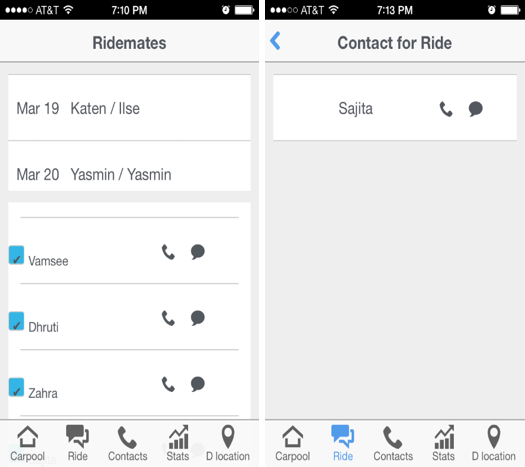 AT&T 7:10 PM
Ridemates
Mar 19 Katen / Ilse
Mar 20 Yasmin / Yasmin
Vamsee
Dhruti
Zahra
Carpool Ride Contacts Stats D location
AT&T 7:13 PM
Contact for Ride
Sajita
Carpool Ride Contacts Stats D location